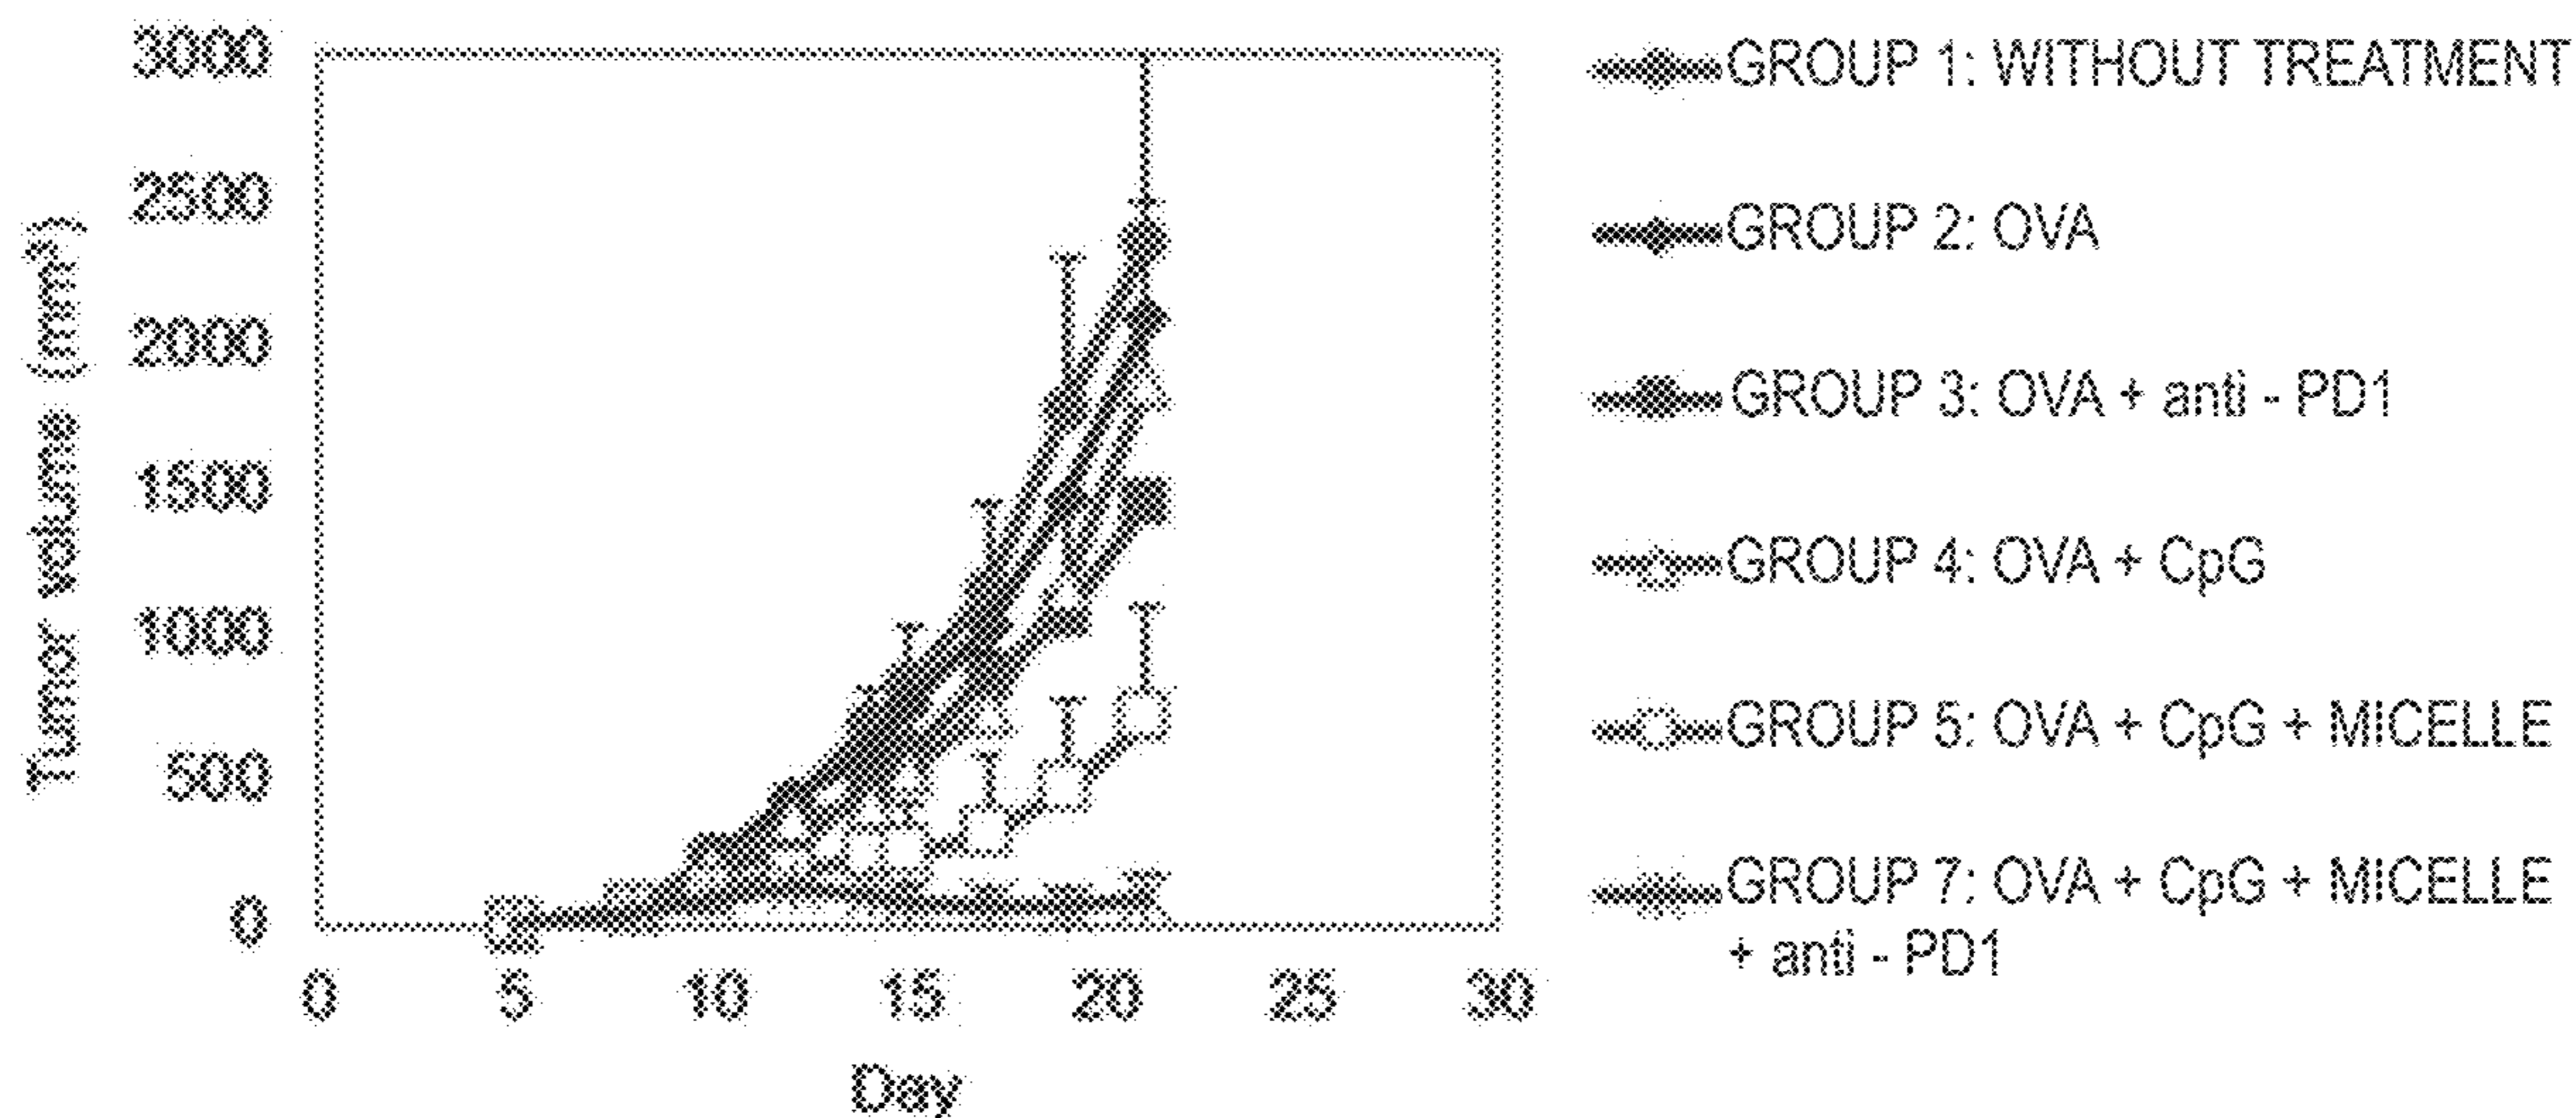 3000
2500
2000
1500
1000
500
0
Tumor volume (mm³)
0 5 10 15 20 25 30
Day
GROUP 1: WITHOUT TREATMENT
GROUP 2: OVA
GROUP 3: OVA + anti - PD1
GROUP 4: OVA + CpG
GROUP 5: OVA + CpG + MICELLE
GROUP 7: OVA + CpG + MICELLE
+ anti - PD1